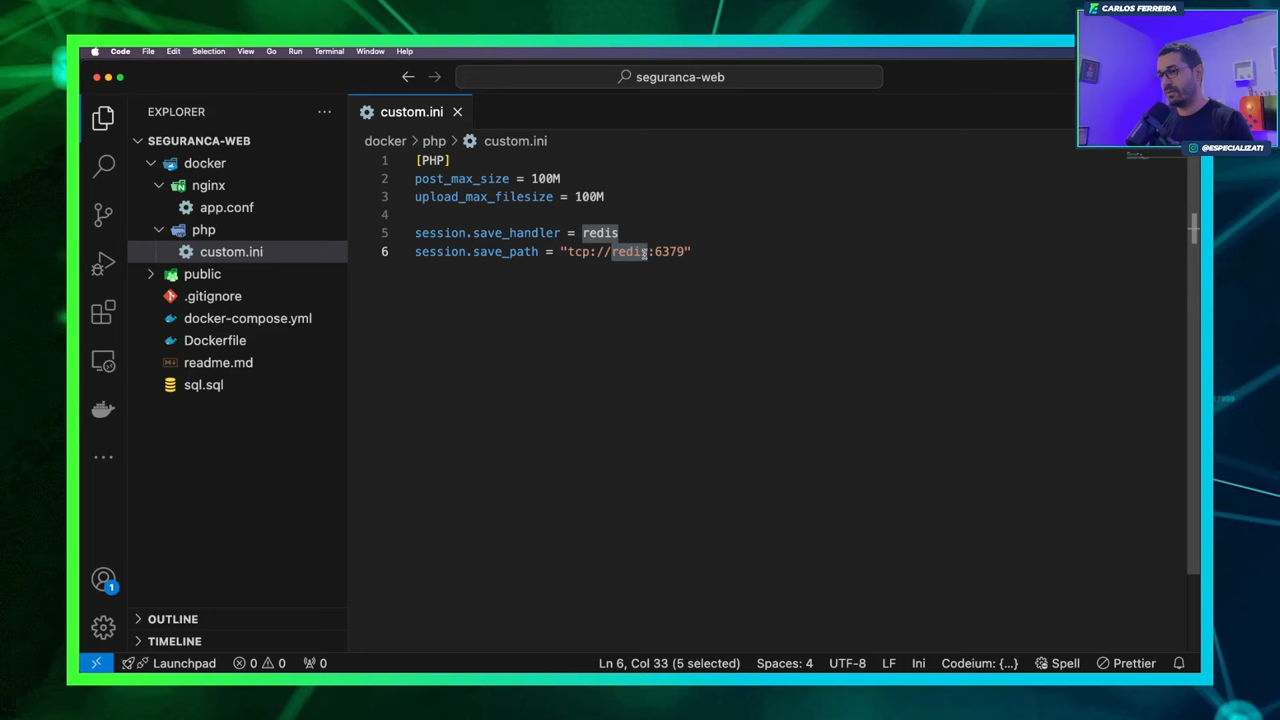 CARLOS FERREIRA
@ESPECIALIZATI
Code File Edit Selection View Go Run Terminal Window Help
seguranca-web
EXPLORER
SEGURANCA-WEB
docker
nginx
app.conf
php
custom.ini
public
.gitignore
docker-compose.yml
Dockerfile
readme.md
sql.sql
OUTLINE
TIMELINE
custom.ini
docker > php > custom.ini
1 [PHP]
2 post_max_size = 100M
3 upload_max_filesize = 100M
4
5 session.save_handler = redis
6 session.save_path = "tcp://redis:6379"
1
Launchpad 0 0 0 Ln 6, Col 33 (5 selected) Spaces: 4 UTF-8 LF Ini Codeium: {...} Spell Prettier